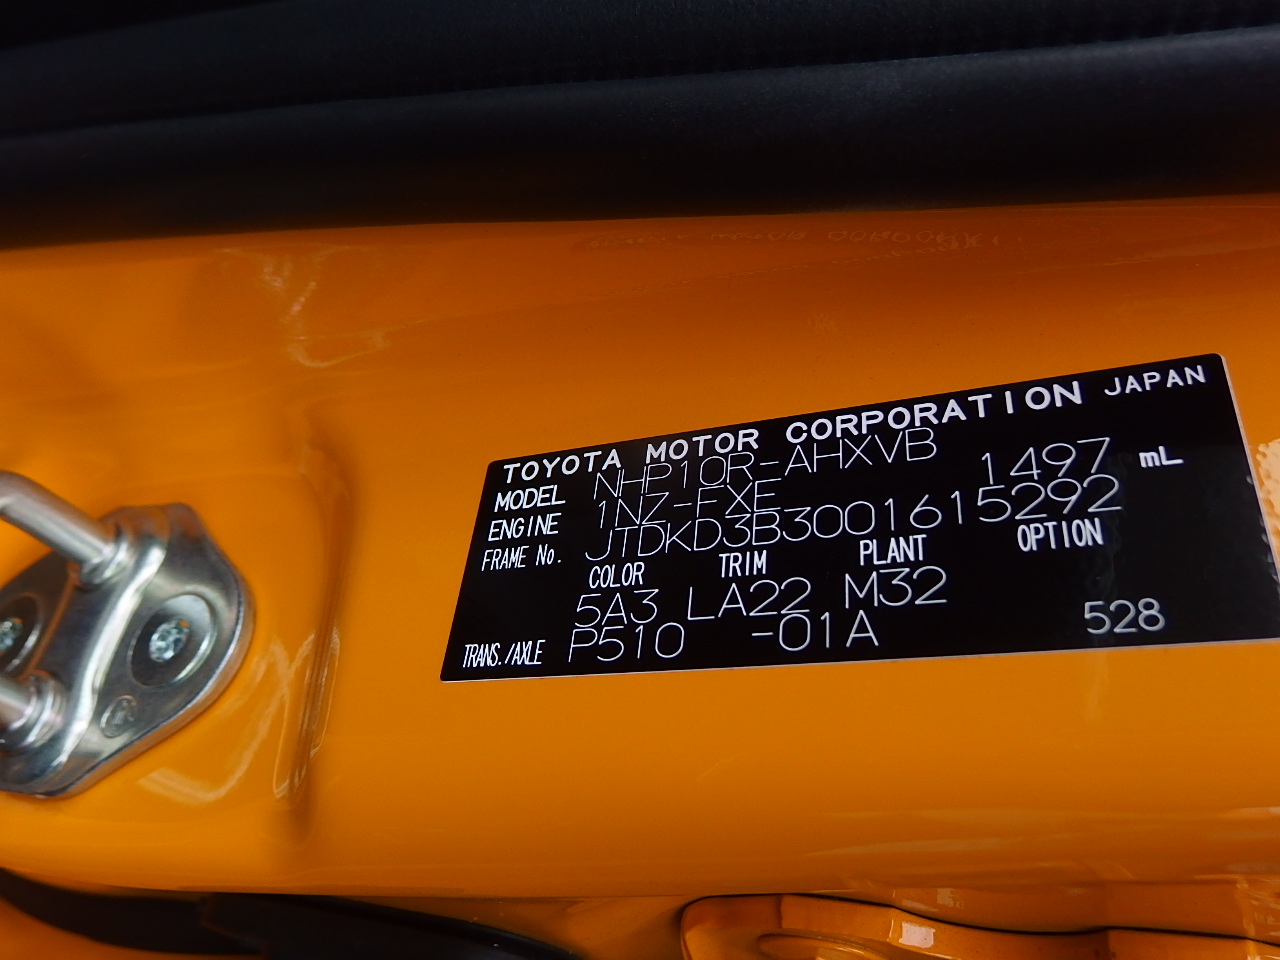 TOYOTA MOTOR CORPORATION JAPAN
MODEL NHP10R-AHXVB
ENGINE 1NZ-FXE 1497 mL
FRAME No. JTDKD3B3001615292
COLOR TRIM PLANT OPTION
5A3 LA22 M32
TRANS./AXLE P510 -01A 528